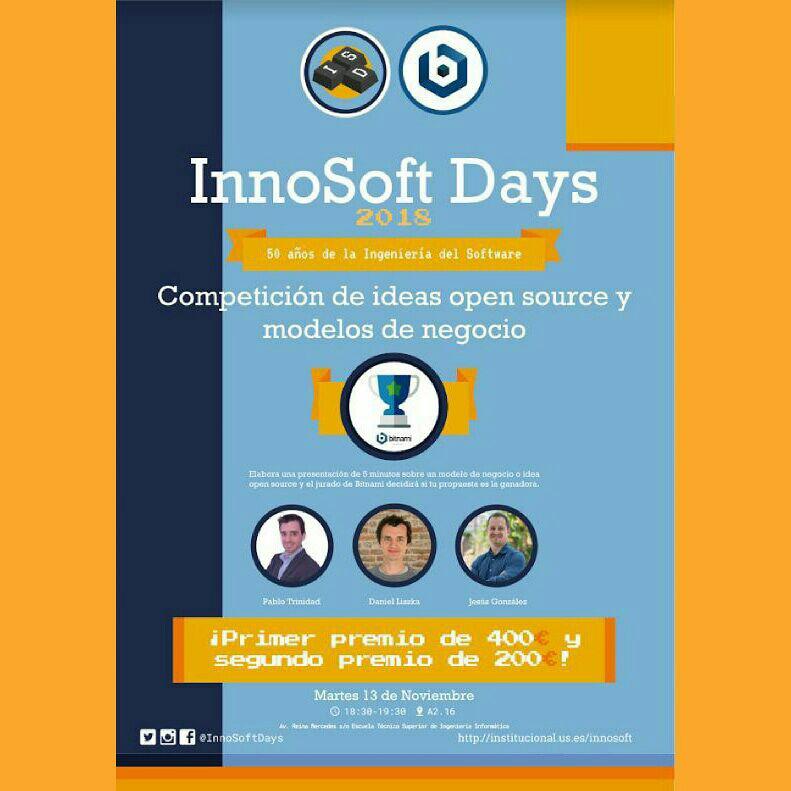 I S D
InnoSoft Days
2018
50 años de la Ingeniería del Software
Competición de ideas open source y
modelos de negocio
bitnami
Elabora una presentación de 5 minutos sobre un modelo de negocio o idea
open source y el jurado de Bitnami decidirá si tu propuesta es la ganadora.
Pablo Trinidad Daniel Liszka Jesús González
¡Primer premio de 400€ y
segundo premio de 200€!
Martes 13 de Noviembre
18:30-19:30 A2.16
Av. Reina Mercedes s/n Escuela Técnica Superior de Ingeniería Informática
@InnoSoftDays http://institucional.us.es/innosoft